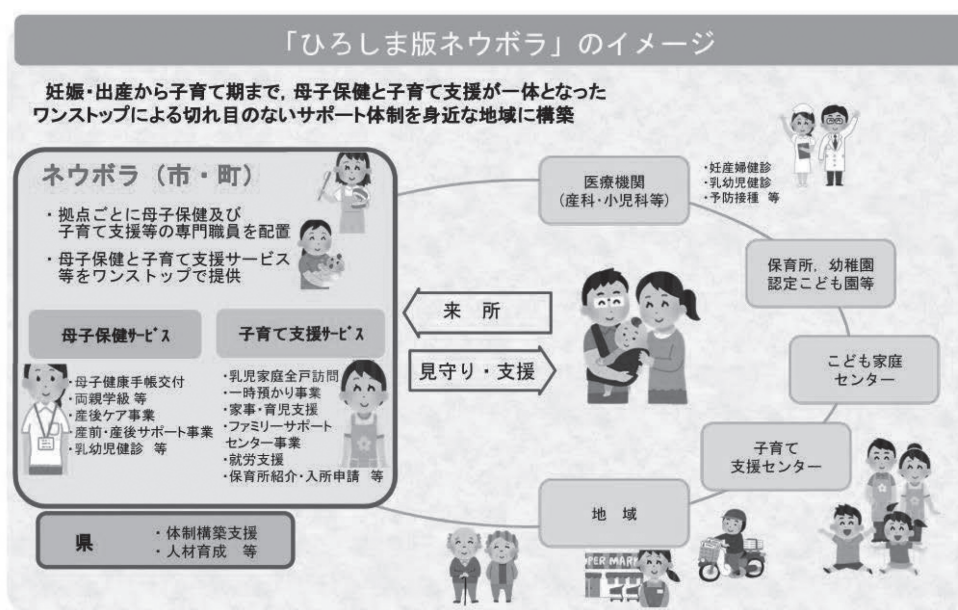 「ひろしま版ネウボラ」のイメージ
妊娠・出産から子育て期まで，母子保健と子育て支援が一体となった
ワンストップによる切れ目のないサポート体制を身近な地域に構築
ネウボラ（市・町）
・拠点ごとに母子保健及び
子育て支援等の専門職員を配置
・母子保健と子育て支援サービス
等をワンストップで提供
母子保健ｻｰﾋﾞｽ
・母子健康手帳交付
・両親学級 等
・産後ケア事業
・産前・産後サポート事業
・乳幼児健診 等
子育て支援ｻｰﾋﾞｽ
・乳児家庭全戸訪問
・一時預かり事業
・家事・育児支援
・ファミリーサポート
センター事業
・就労支援
・保育所紹介・入所申請 等
県
・体制構築支援
・人材育成 等
来 所
見守り・支援
医療機関
（産科・小児科等）
・妊産婦健診
・乳幼児健診
・予防接種 等
保育所，幼稚園
認定こども園等
こども家庭
センター
子育て
支援センター
地 域
PER MAR